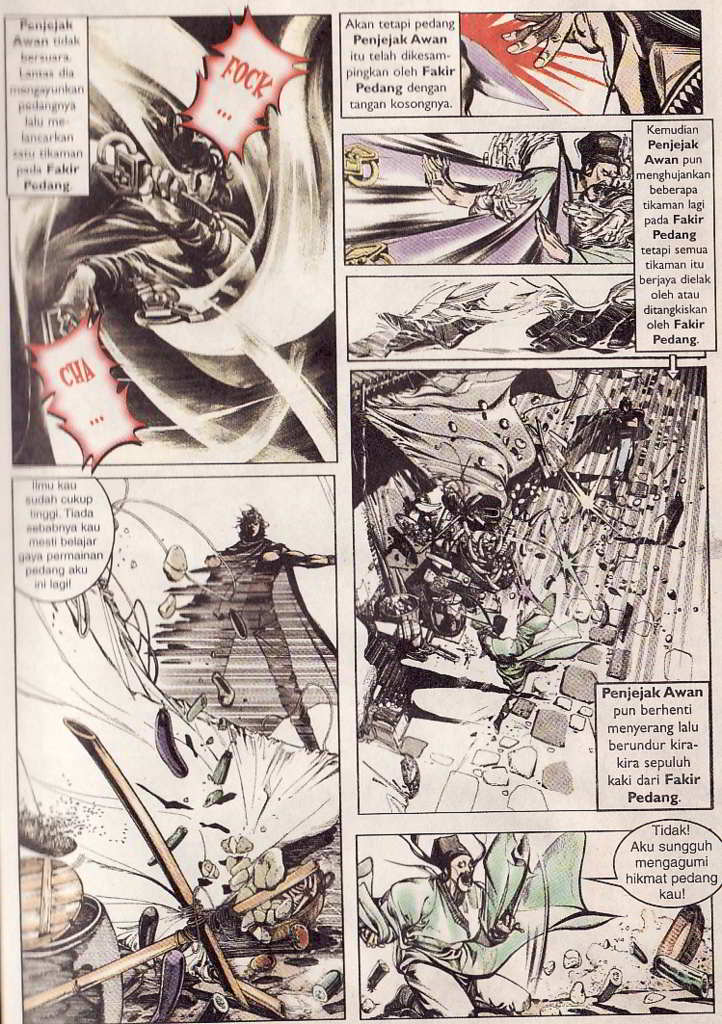 Penjejak
Awan tidak
bersuara.
Lantas dia
mengayunkan
pedangnya
lalu me-
lancarkan
satu tikaman
pada Fakir
Pedang.
FOCK
...
CHA
...
Akan tetapi pedang
Penjejak Awan
itu telah dikesam-
pingkan oleh Fakir
Pedang dengan
tangan kosongnya.
Kemudian
Penjejak
Awan pun
menghujankan
beberapa
tikaman lagi
pada Fakir
Pedang
tetapi semua
tikaman itu
berjaya dielak
oleh atau
ditangkiskan
oleh Fakir
Pedang.
Penjejak Awan
pun berhenti
menyerang lalu
berundur kira-
kira sepuluh
kaki dari Fakir
Pedang.
Ilmu kau
sudah cukup
tinggi. Tiada
sebabnya kau
mesti belajar
gaya permainan
pedang aku
ini lagi!
Tidak!
Aku sungguh
mengagumi
hikmat pedang
kau!